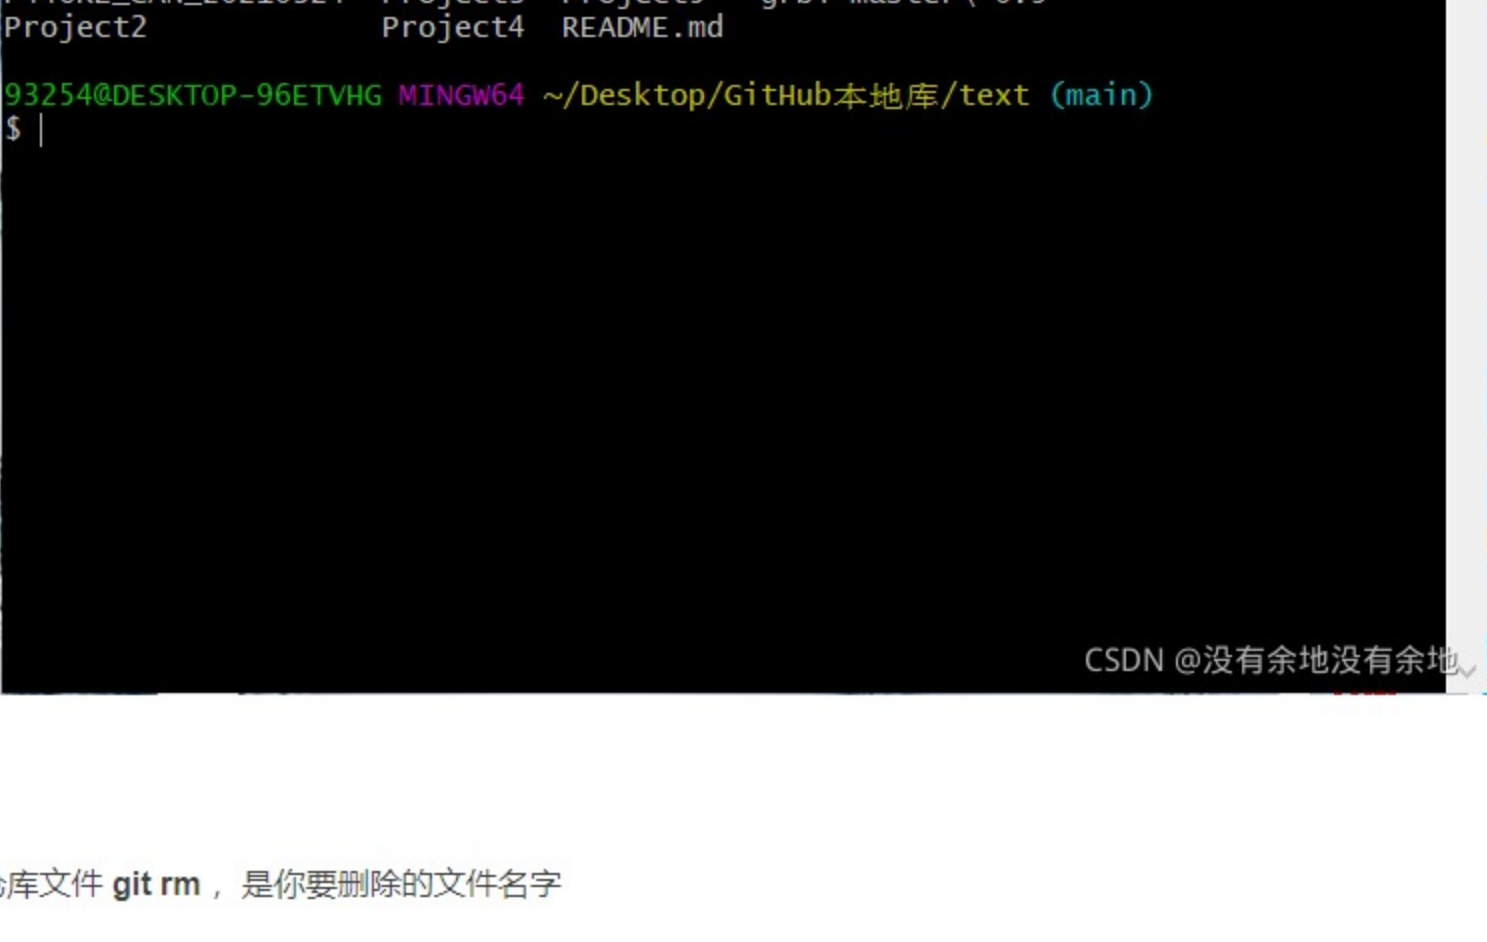 Project2 Project4 README.md
93254@DESKTOP-96ETVHG MINGW64 ~/Desktop/GitHub本地库/text (main)
$
CSDN @没有余地没有余地
库文件 git rm ，是你要删除的文件名字